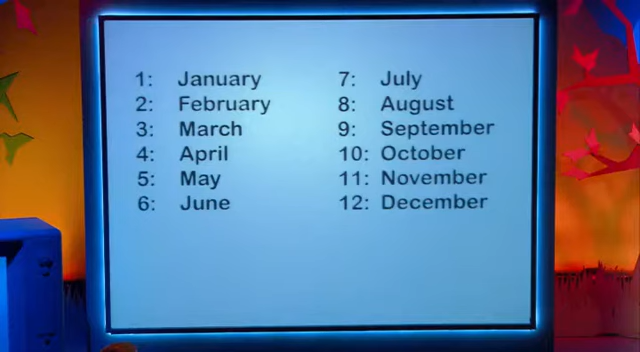 1: January
2: February
3: March
4: April
5: May
6: June
7: July
8: August
9: September
10: October
11: November
12: December